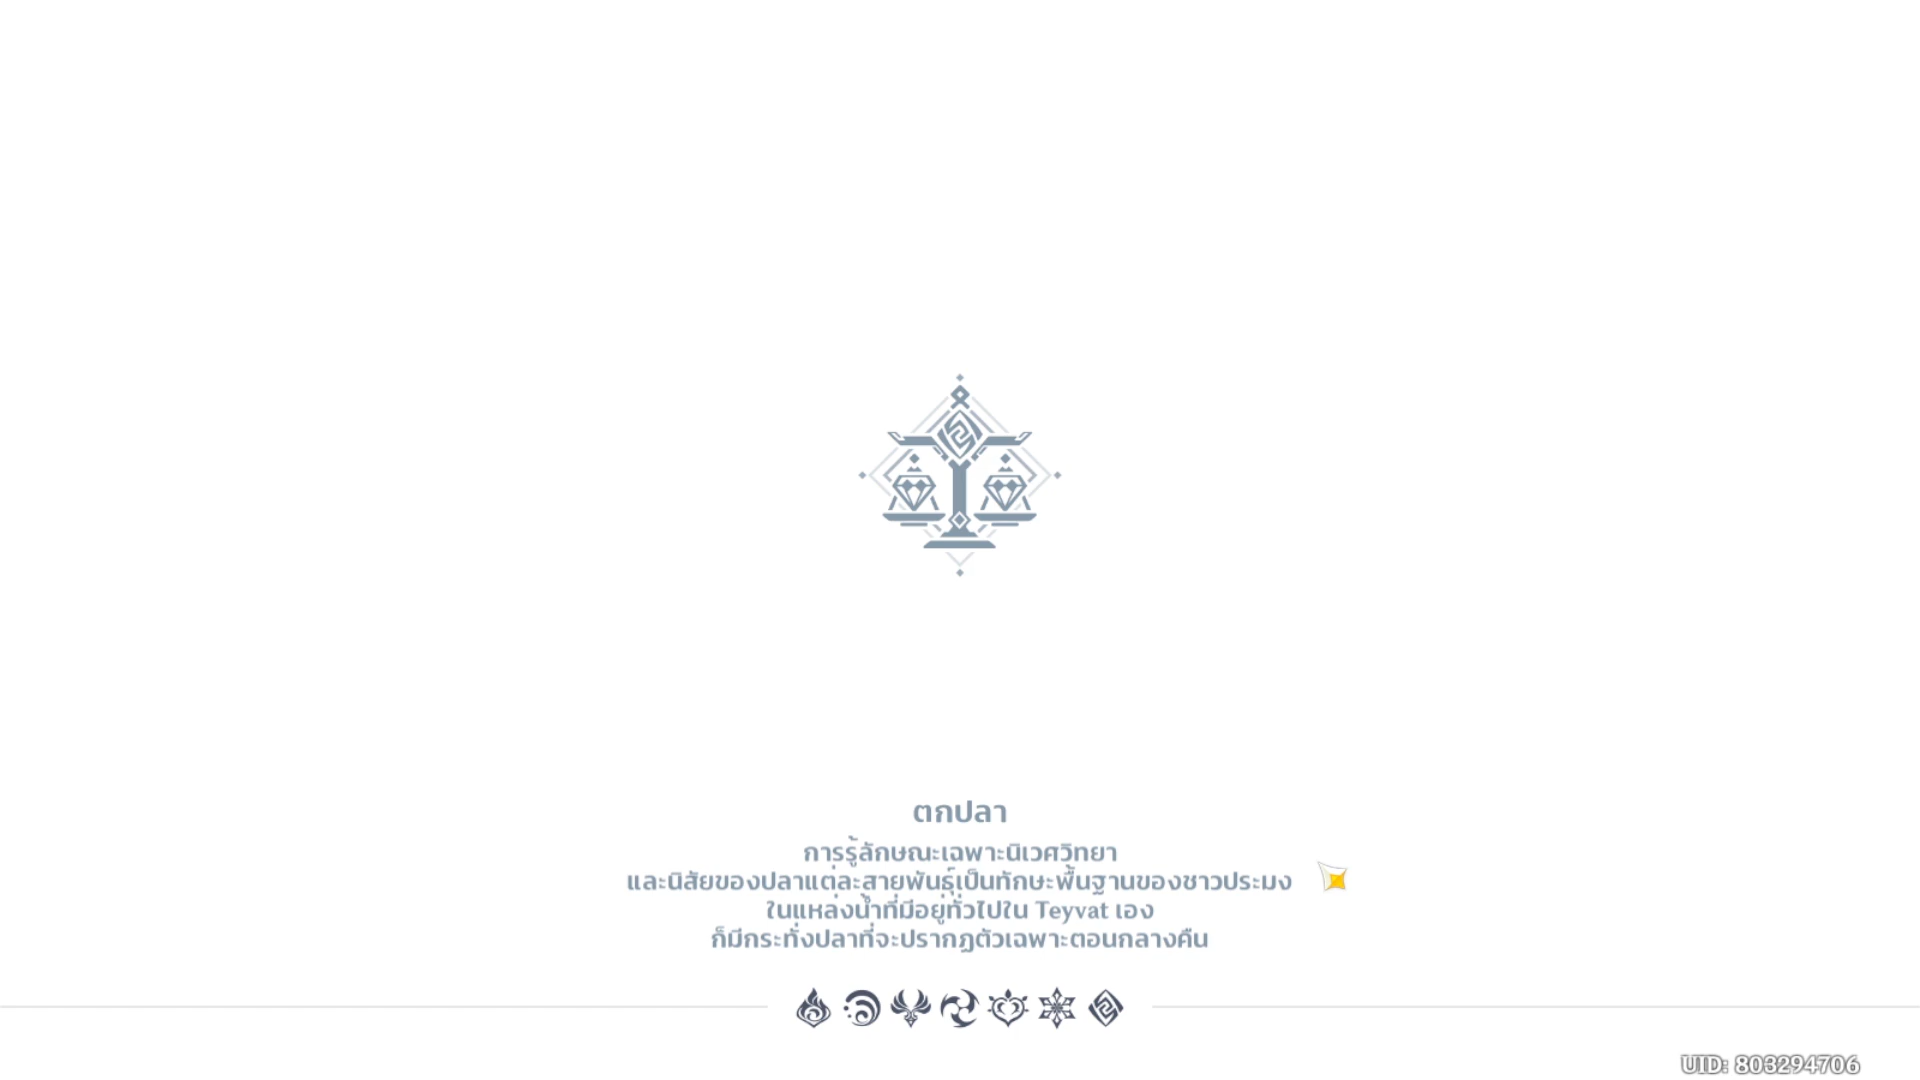 ตกปลา
การรู้ลักษณะเฉพาะนิเวศวิทยา
และนิสัยของปลาแต่ละสายพันธุ์เป็นทักษะพื้นฐานของชาวประมง
ในแหล่งน้ำที่มีอยู่ทั่วไปใน Teyvat เอง
ก็มีกระทั่งปลาที่จะปรากฏตัวเฉพาะตอนกลางคืน
UID: 803294706